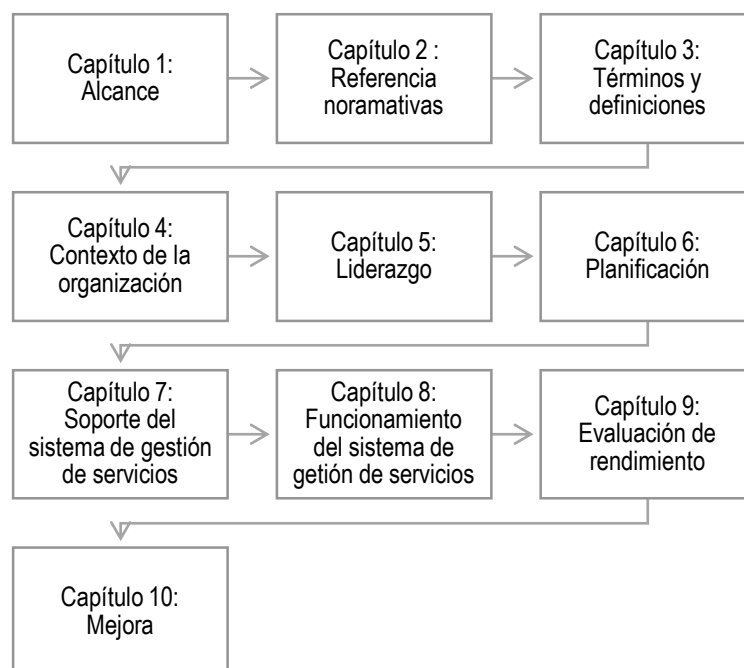 Capítulo 1:
Alcance
Capítulo 2 :
Referencia
noramativas
Capítulo 3:
Términos y
definiciones
Capítulo 4:
Contexto de la
organización
Capítulo 5:
Liderazgo
Capítulo 6:
Planificación
Capítulo 7:
Soporte del
sistema de gestión
de servicios
Capítulo 8:
Funcionamiento
del sistema de
getión de servicios
Capítulo 9:
Evaluación de
rendimiento
Capítulo 10:
Mejora